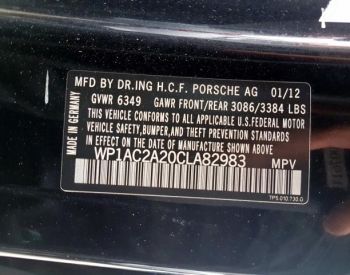 MFD BY DR.ING H.C.F. PORSCHE AG 01/12
GVWR 6349 GAWR FRONT/REAR 3086/3384 LBS
THIS VEHICLE CONFORMS TO ALL APPLICABLE U.S.FEDERAL MOTOR
VEHICLE SAFETY,BUMPER,AND THEFT PREVENTION STANDARDS
IN EFFECT ON THE DATE OF MANUFACTURE SHOWN ABOVE.
WP1AC2A20CLA82983 MPV
MADE IN GERMANY